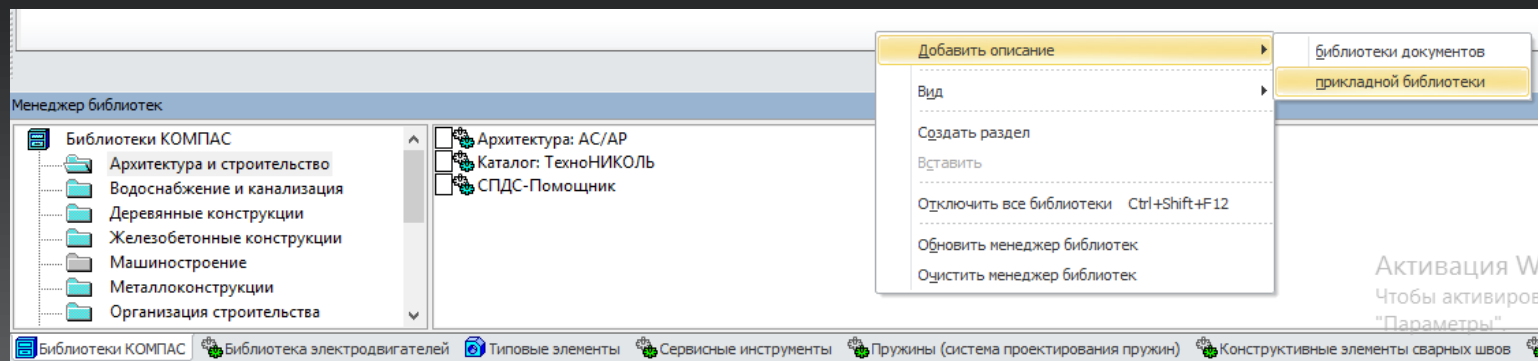 Добавить описание
библиотеки документов
прикладной библиотеки
Вид
Создать раздел
Вставить
Отключить все библиотеки Ctrl+Shift+F12
Обновить менеджер библиотек
Очистить менеджер библиотек
Менеджер библиотек
Библиотеки КОМПАС
Архитектура и строительство
Водоснабжение и канализация
Деревянные конструкции
Железобетонные конструкции
Машиностроение
Металлоконструкции
Организация строительства
Архитектура: АС/АР
Каталог: ТехноНИКОЛЬ
СПДС-Помощник
Активация W
Чтобы активиров
"Параметры".
Библиотеки КОМПАС Библиотека электродвигателей Типовые элементы Сервисные инструменты Пружины (система проектирования пружин) Конструктивные элементы сварных швов